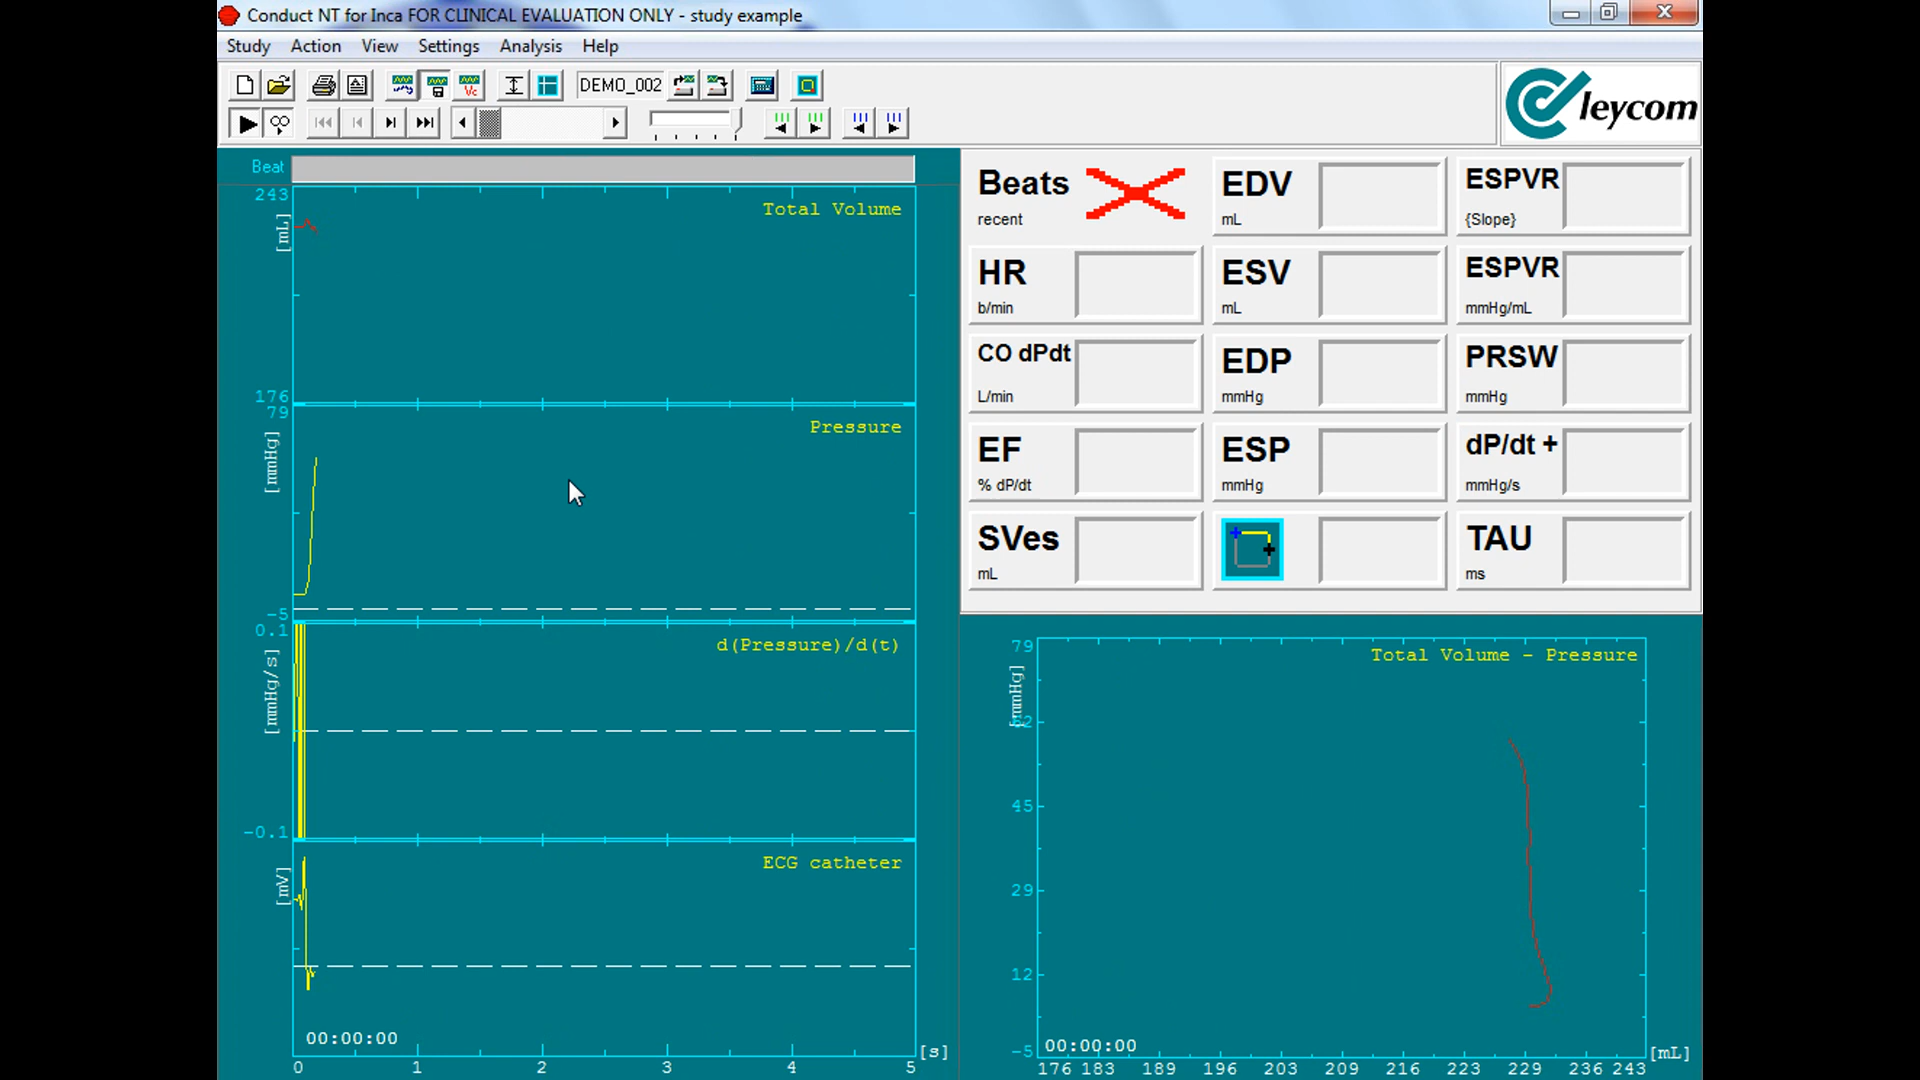 Conduct NT for Inca FOR CLINICAL EVALUATION ONLY - study example
Study Action View Settings Analysis Help
DEMO_002
leycom
Beat
243
[mL]
Total Volume
176
79
[mmHg]
Pressure
-5
0.1
[mmHg/s]
d(Pressure)/d(t)
-0.1
[mV]
ECG catheter
00:00:00
0 1 2 3 4 5 [s]
Beats
recent
EDV
mL
ESPVR
{Slope}
HR
b/min
ESV
mL
ESPVR
mmHg/mL
CO dPdt
L/min
EDP
mmHg
PRSW
mmHg
EF
% dP/dt
ESP
mmHg
dP/dt +
mmHg/s
SVes
mL
TAU
ms
79
[mmHg]
Total Volume - Pressure
62
45
29
12
-5
00:00:00
[mL]
176 183 189 196 203 209 216 223 229 236 243